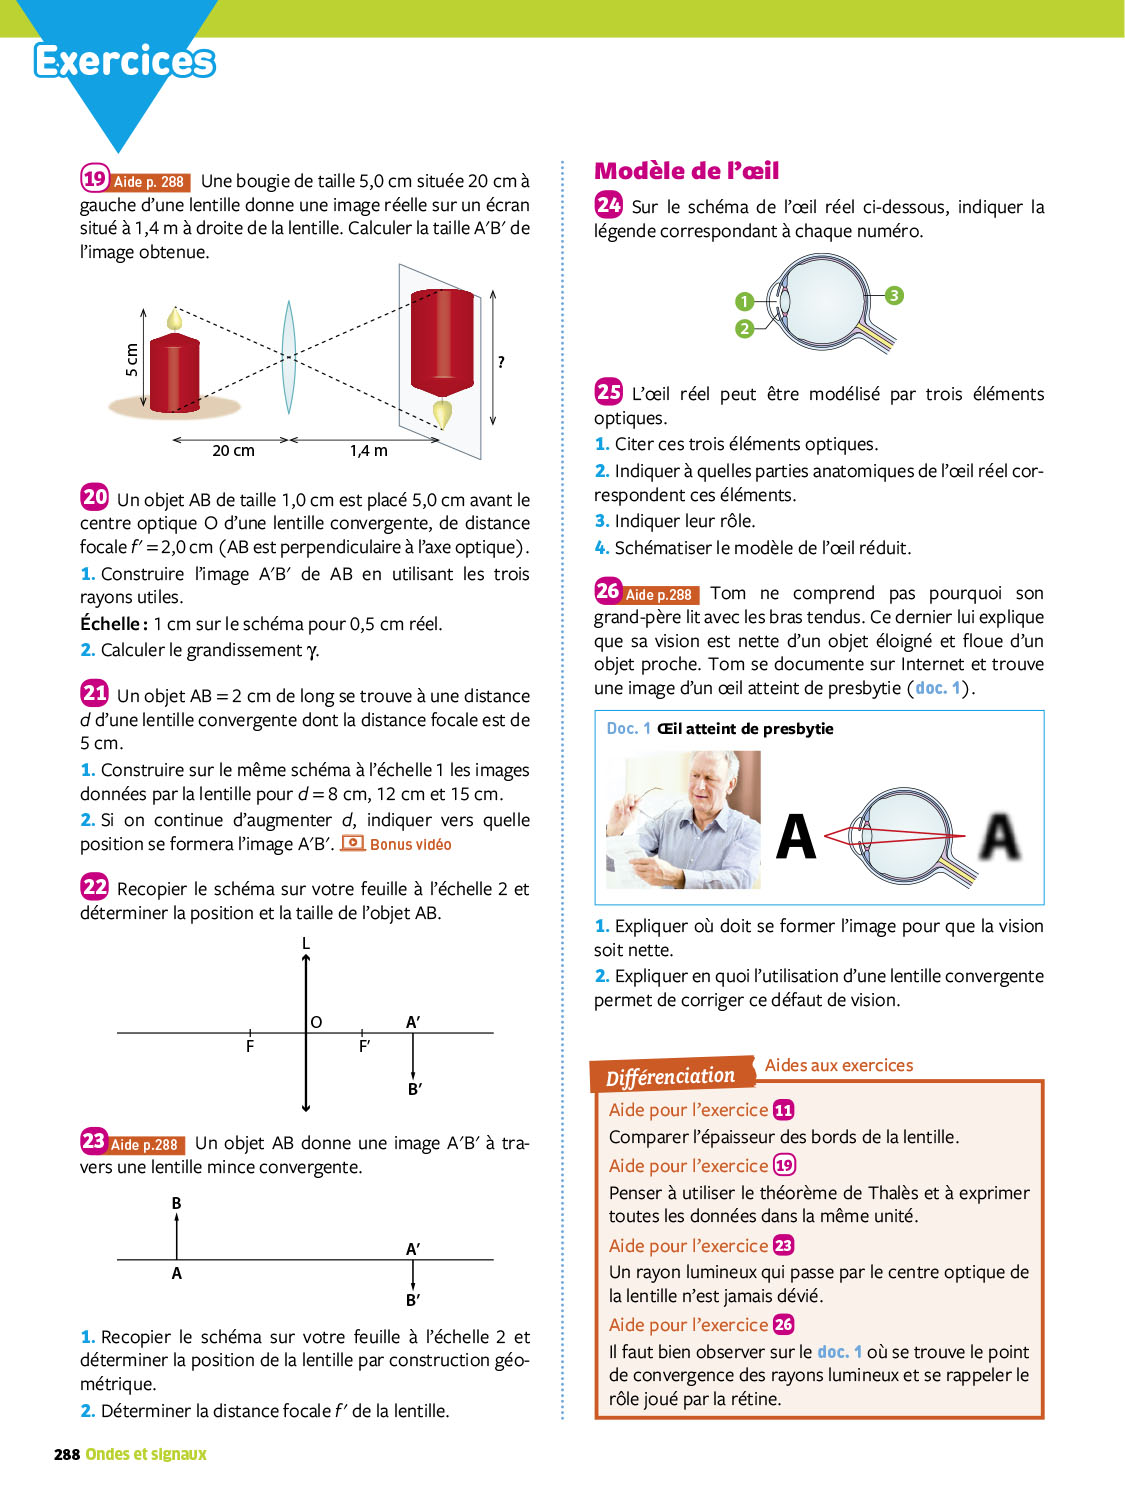 Exercices
19 Aide p. 288 Une bougie de taille 5,0 cm située 20 cm à
gauche d’une lentille donne une image réelle sur un écran
situé à 1,4 m à droite de la lentille. Calculer la taille A′B′ de
l’image obtenue.
5 cm
?
20 cm
1,4 m
20 Un objet AB de taille 1,0 cm est placé 5,0 cm avant le
centre optique O d’une lentille convergente, de distance
focale f′ = 2,0 cm (AB est perpendiculaire à l’axe optique).
1. Construire l’image A′B′ de AB en utilisant les trois
rayons utiles.
Échelle : 1 cm sur le schéma pour 0,5 cm réel.
2. Calculer le grandissement γ.
21 Un objet AB = 2 cm de long se trouve à une distance
d d’une lentille convergente dont la distance focale est de
5 cm.
1. Construire sur le même schéma à l’échelle 1 les images
données par la lentille pour d = 8 cm, 12 cm et 15 cm.
2. Si on continue d’augmenter d, indiquer vers quelle
position se formera l’image A′B′. Bonus vidéo
22 Recopier le schéma sur votre feuille à l’échelle 2 et
déterminer la position et la taille de l’objet AB.
L
O
A′
F
F′
B′
23 Aide p.288 Un objet AB donne une image A′B′ à tra-
vers une lentille mince convergente.
B
A′
A
B′
1. Recopier le schéma sur votre feuille à l’échelle 2 et
déterminer la position de la lentille par construction géo-
métrique.
2. Déterminer la distance focale f′ de la lentille.
Modèle de l’œil
24 Sur le schéma de l’œil réel ci-dessous, indiquer la
légende correspondant à chaque numéro.
1
2
3
25 L’œil réel peut être modélisé par trois éléments
optiques.
1. Citer ces trois éléments optiques.
2. Indiquer à quelles parties anatomiques de l’œil réel cor-
respondent ces éléments.
3. Indiquer leur rôle.
4. Schématiser le modèle de l’œil réduit.
26 Aide p.288 Tom ne comprend pas pourquoi son
grand-père lit avec les bras tendus. Ce dernier lui explique
que sa vision est nette d’un objet éloigné et floue d’un
objet proche. Tom se documente sur Internet et trouve
une image d’un œil atteint de presbytie (doc. 1).
Doc. 1 Œil atteint de presbytie
A
A
1. Expliquer où doit se former l’image pour que la vision
soit nette.
2. Expliquer en quoi l’utilisation d’une lentille convergente
permet de corriger ce défaut de vision.
Différenciation Aides aux exercices
Aide pour l’exercice 11
Comparer l’épaisseur des bords de la lentille.
Aide pour l’exercice 19
Penser à utiliser le théorème de Thalès et à exprimer
toutes les données dans la même unité.
Aide pour l’exercice 23
Un rayon lumineux qui passe par le centre optique de
la lentille n’est jamais dévié.
Aide pour l’exercice 26
Il faut bien observer sur le doc. 1 où se trouve le point
de convergence des rayons lumineux et se rappeler le
rôle joué par la rétine.
288 Ondes et signaux